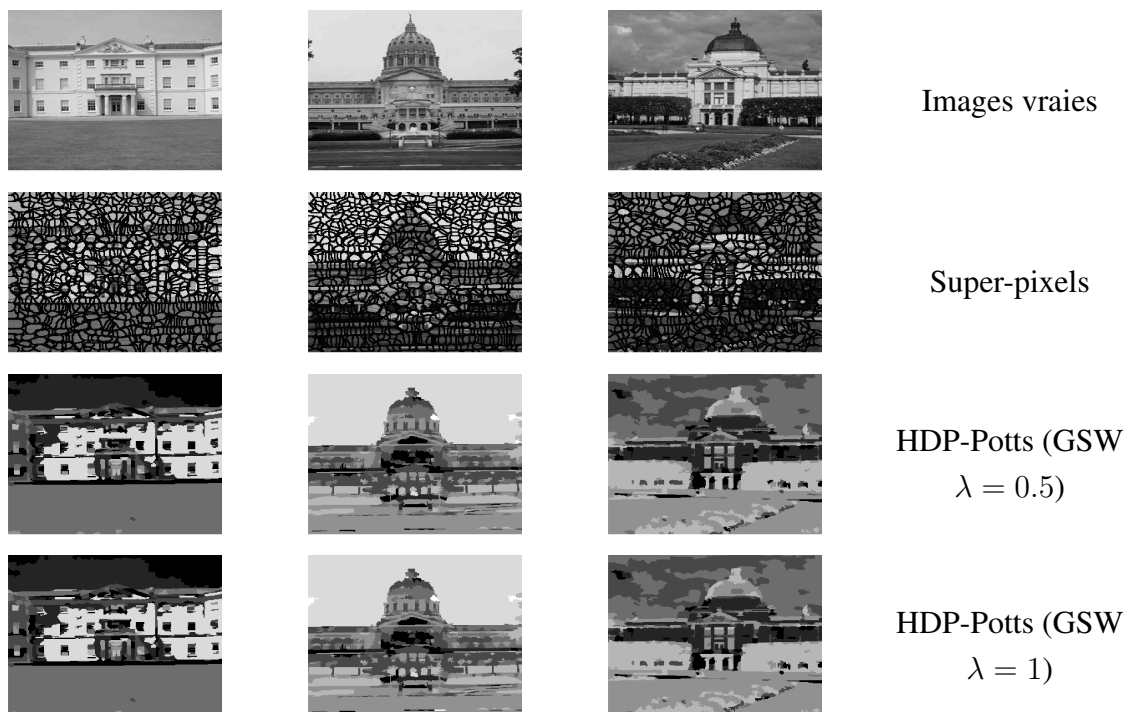 Images vraies
Super-pixels
HDP-Potts (GSW
λ = 0.5)
HDP-Potts (GSW
λ = 1)